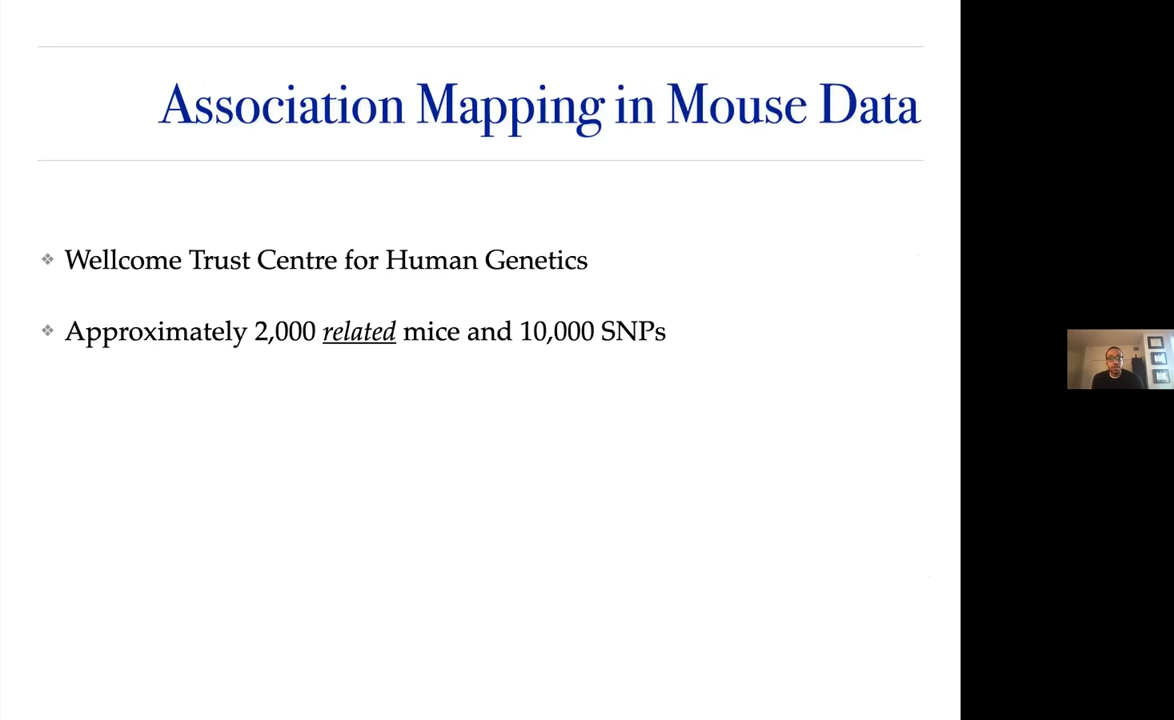 Association Mapping in Mouse Data
Wellcome Trust Centre for Human Genetics
Approximately 2,000 related mice and 10,000 SNPs